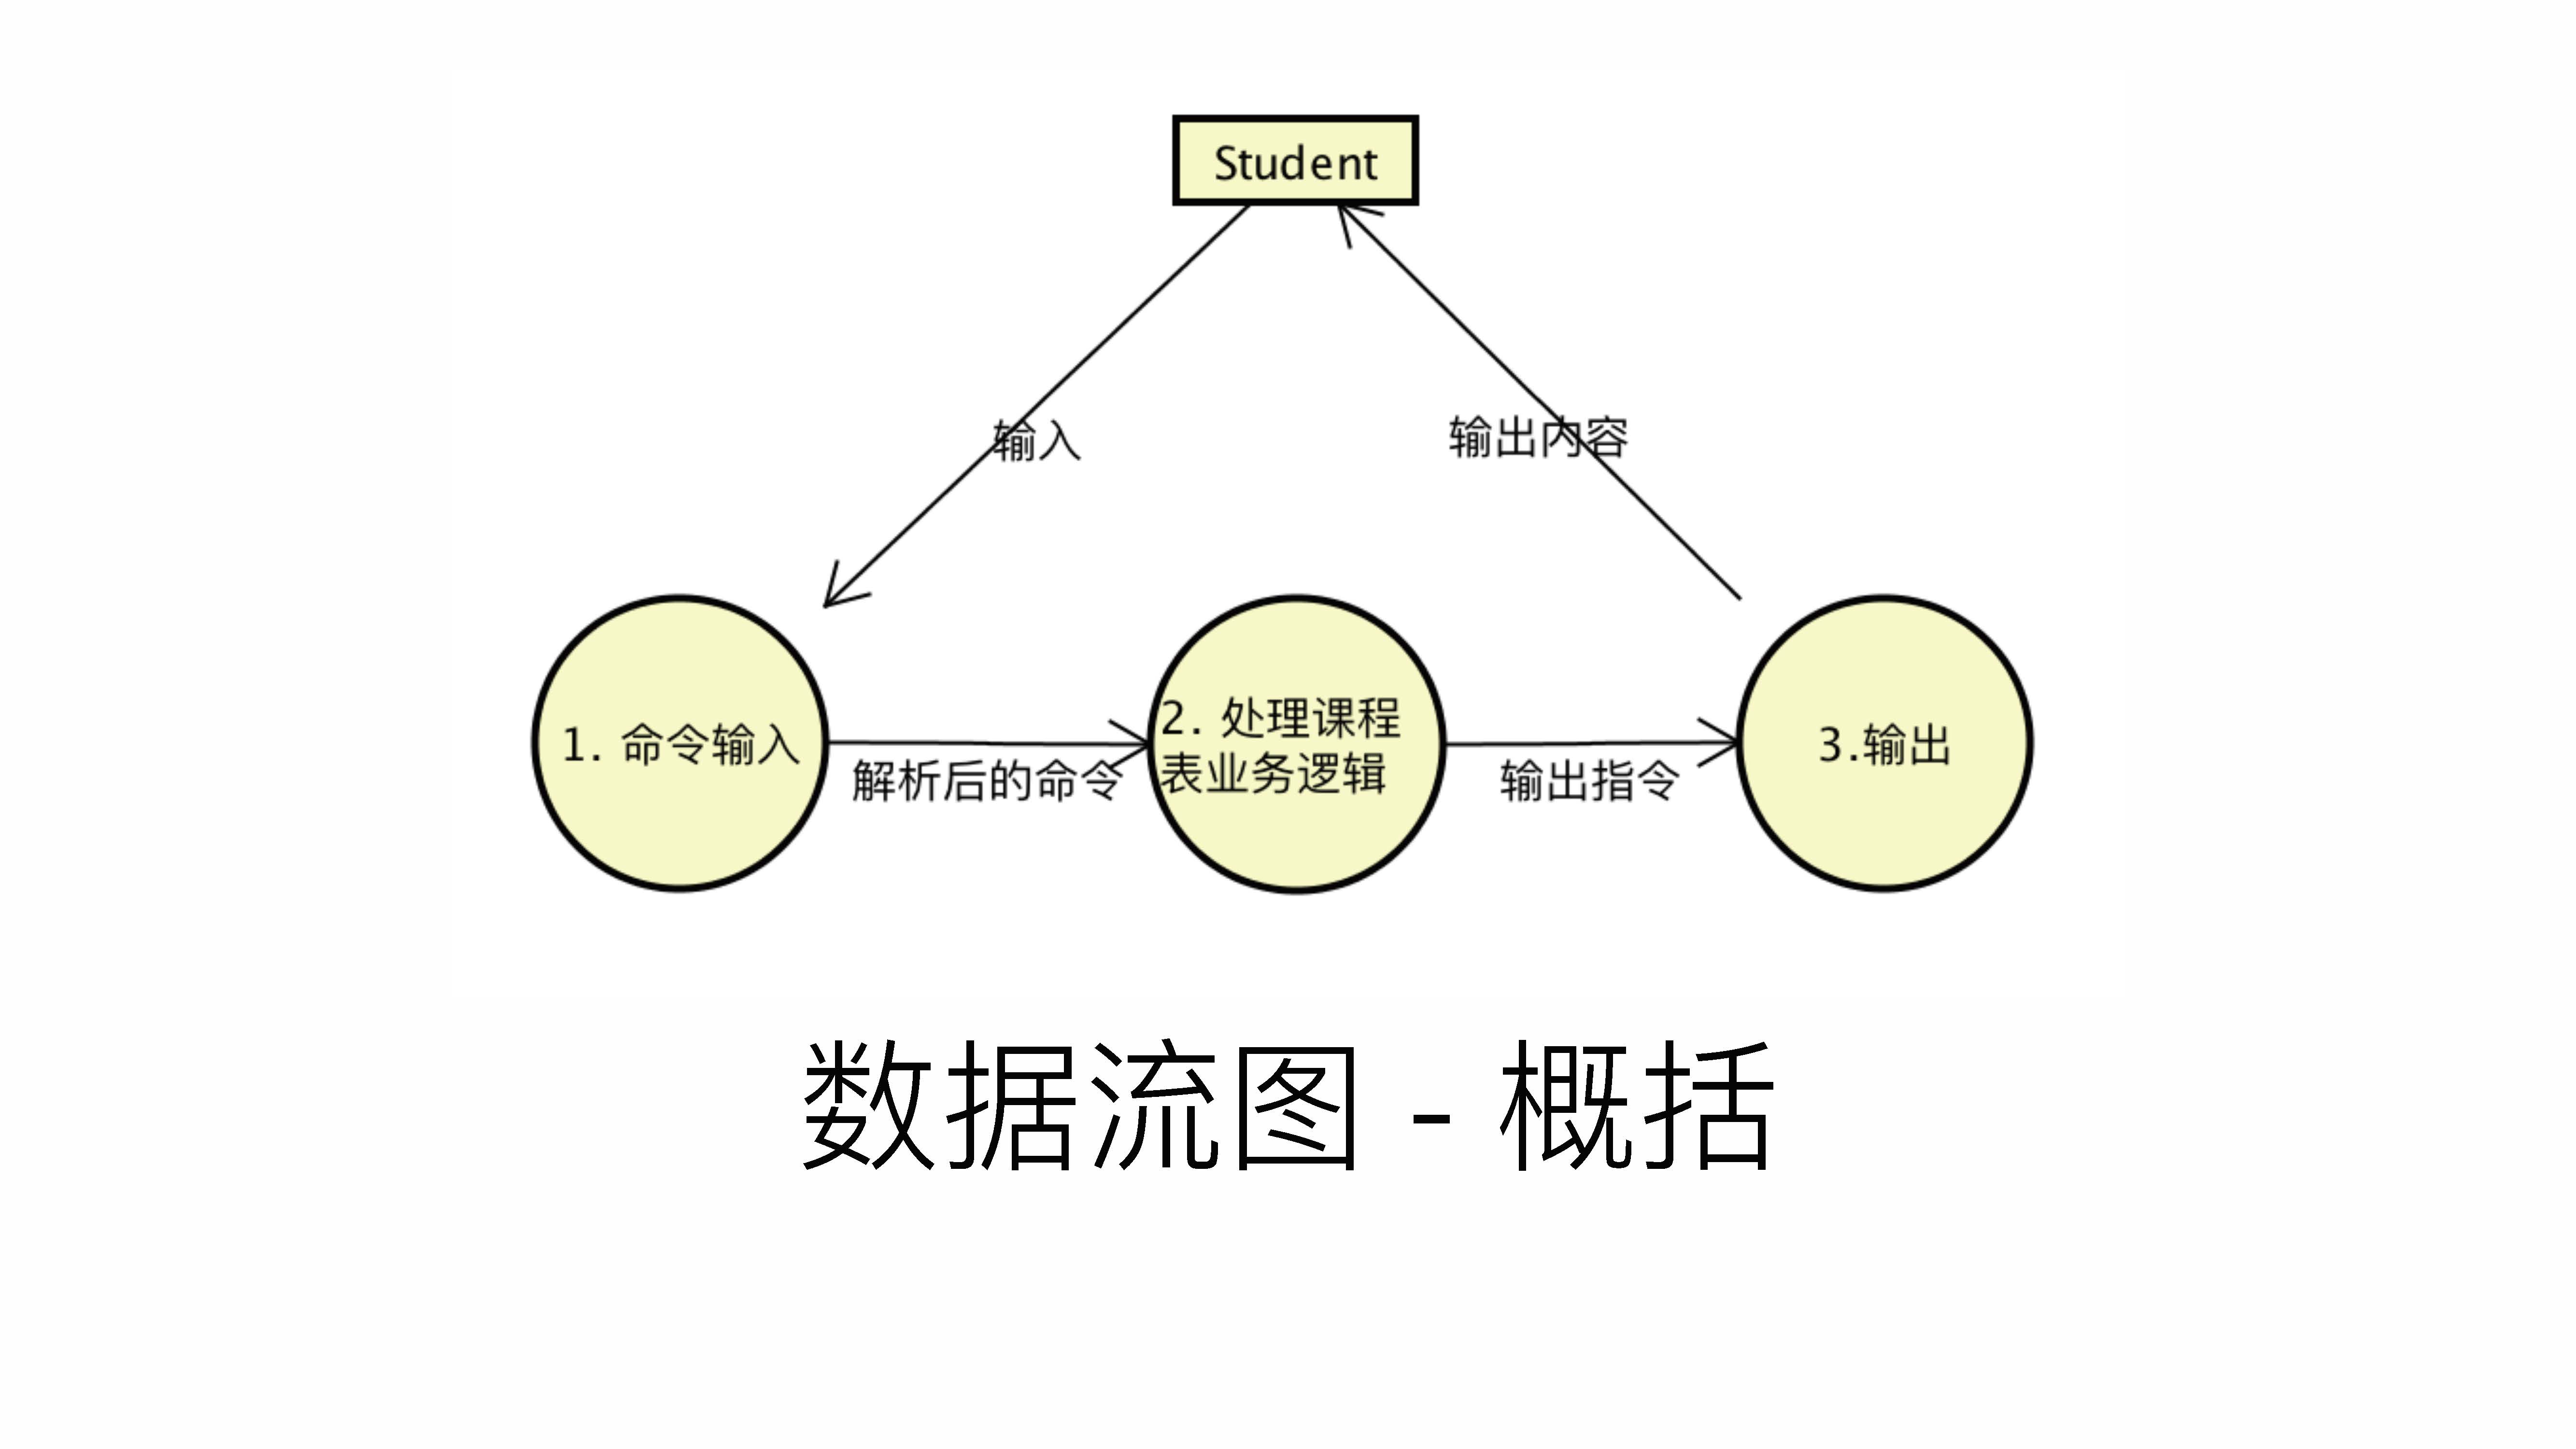 Student
输入
输出内容
1. 命令输入
解析后的命令
2. 处理课程
表业务逻辑
输出指令
3.输出
数据流图 - 概括